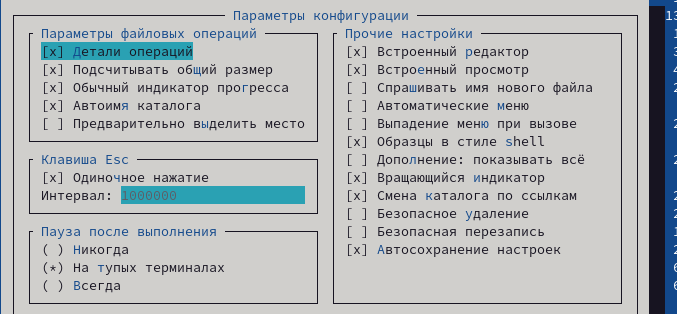 Параметры конфигурации
Параметры файловых операций
[x] Детали операций
[x] Подсчитывать общий размер
[x] Обычный индикатор прогресса
[x] Автоимя каталога
[ ] Предварительно выделить место
Клавиша Esc
[x] Одиночное нажатие
Интервал: 1000000
Пауза после выполнения
( ) Никогда
(*) На тупых терминалах
( ) Всегда
Прочие настройки
[x] Встроенный редактор
[x] Встроенный просмотр
[ ] Спрашивать имя нового файла
[ ] Автоматические меню
[ ] Выпадение меню при вызове
[x] Образцы в стиле shell
[ ] Дополнение: показывать всё
[x] Вращающийся индикатор
[x] Смена каталога по ссылкам
[ ] Безопасное удаление
[ ] Безопасная перезапись
[x] Автосохранение настроек